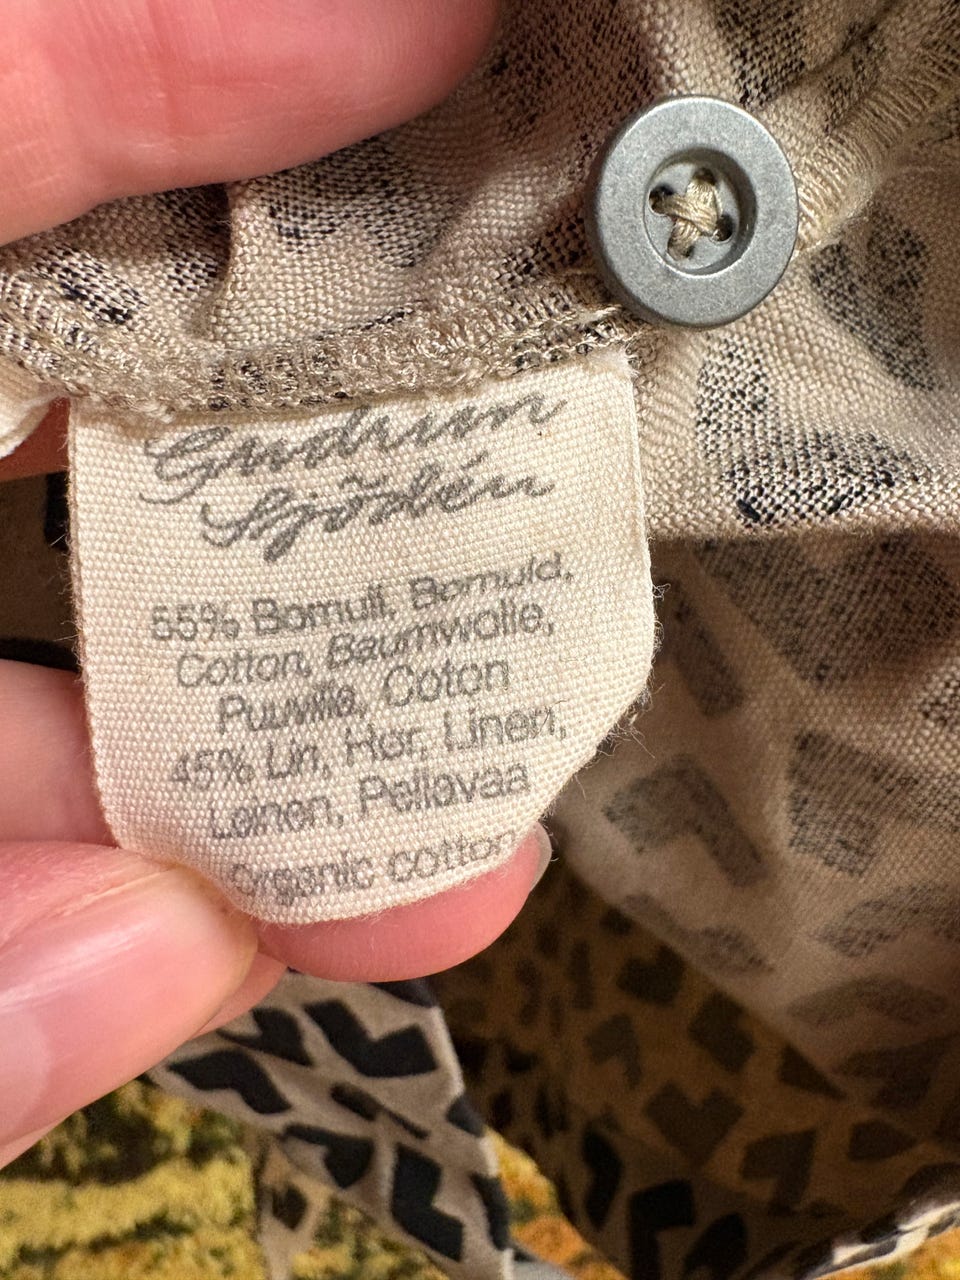 Gudrun
Sjödén
55% Bomull, Bomuld,
Cotton, Baumwolle,
Puuvilla, Coton
45% Lin, Hør, Linen,
Leinen, Pellavaa
Organic cotton